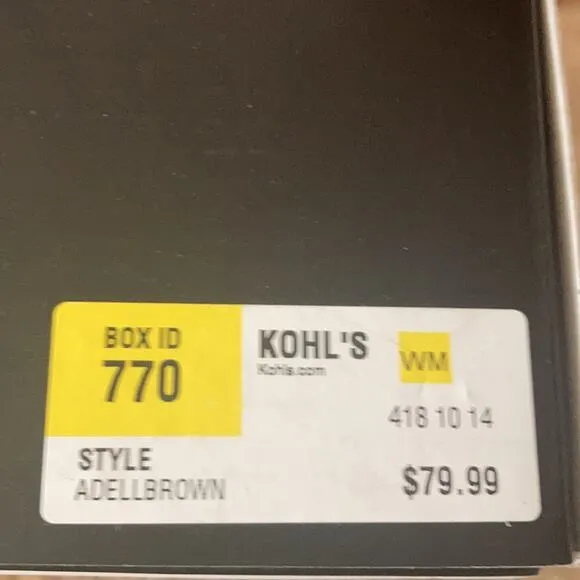 BOX ID
770
KOHL'S
Kohls.com
WM
418 10 14
STYLE
ADELLBROWN
$79.99